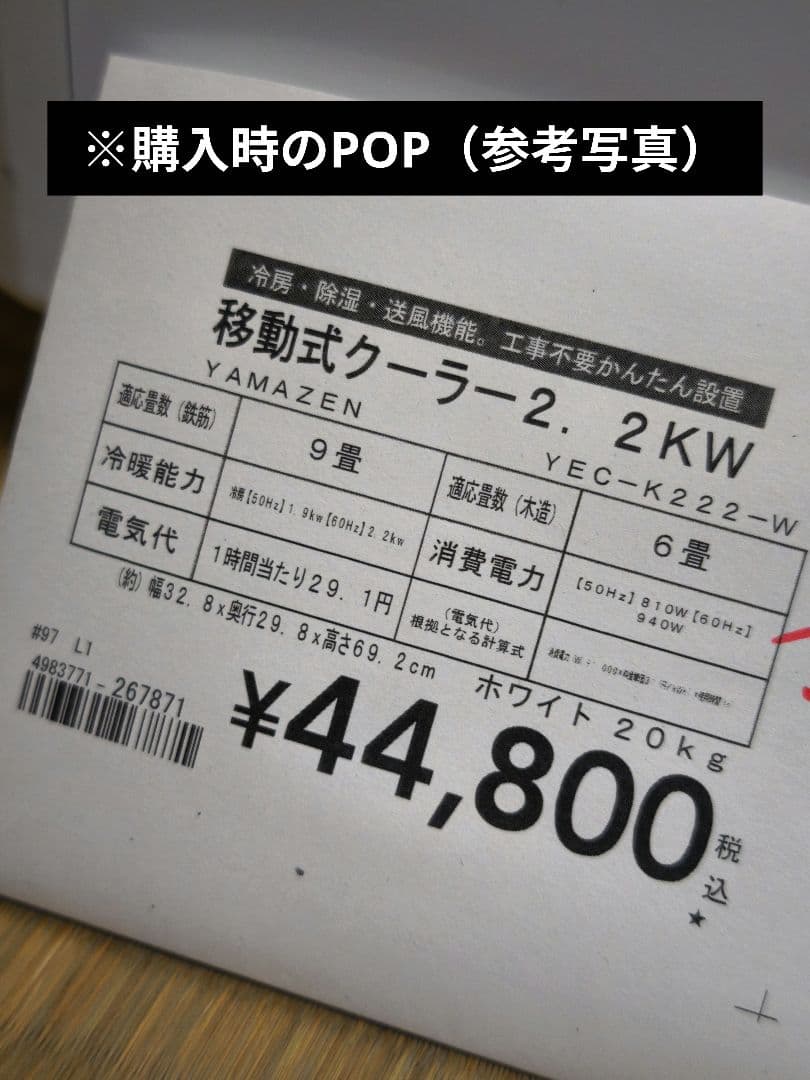 ※購入時のPOP（参考写真）
冷房・除湿・送風機能。工事不要かんたん設置
移動式クーラー2．2KW
YAMAZEN YEC－K222－W
適応畳数（鉄筋） 9畳 適応畳数（木造） 6畳
冷暖能力 冷房【50Hz】1.9kw【60Hz】2.2kw 消費電力 【50Hz】810W【60Hz】
940W
電気代 1時間当たり29．1円 （電気代）
根拠となる計算式
（約）幅32．8x奥行29．8x高さ69．2cm ホワイト 20kg
#97 L1
4983771－267871
¥44,800 税込
★